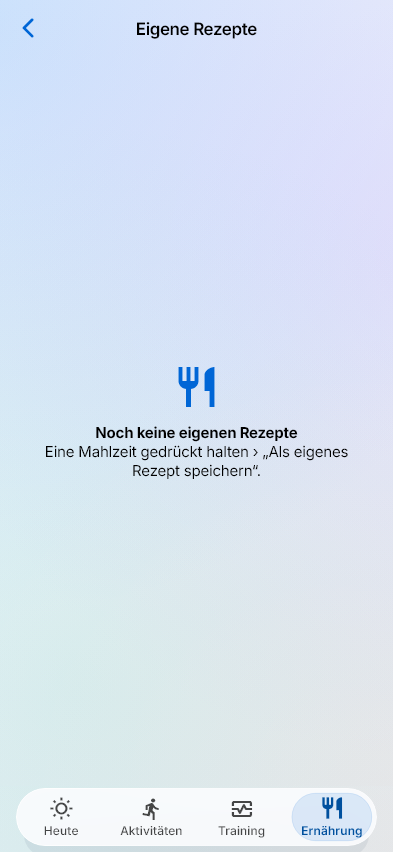 Eigene Rezepte
Noch keine eigenen Rezepte
Eine Mahlzeit gedrückt halten › „Als eigenes
Rezept speichern“.
Heute
Aktivitäten
Training
Ernährung